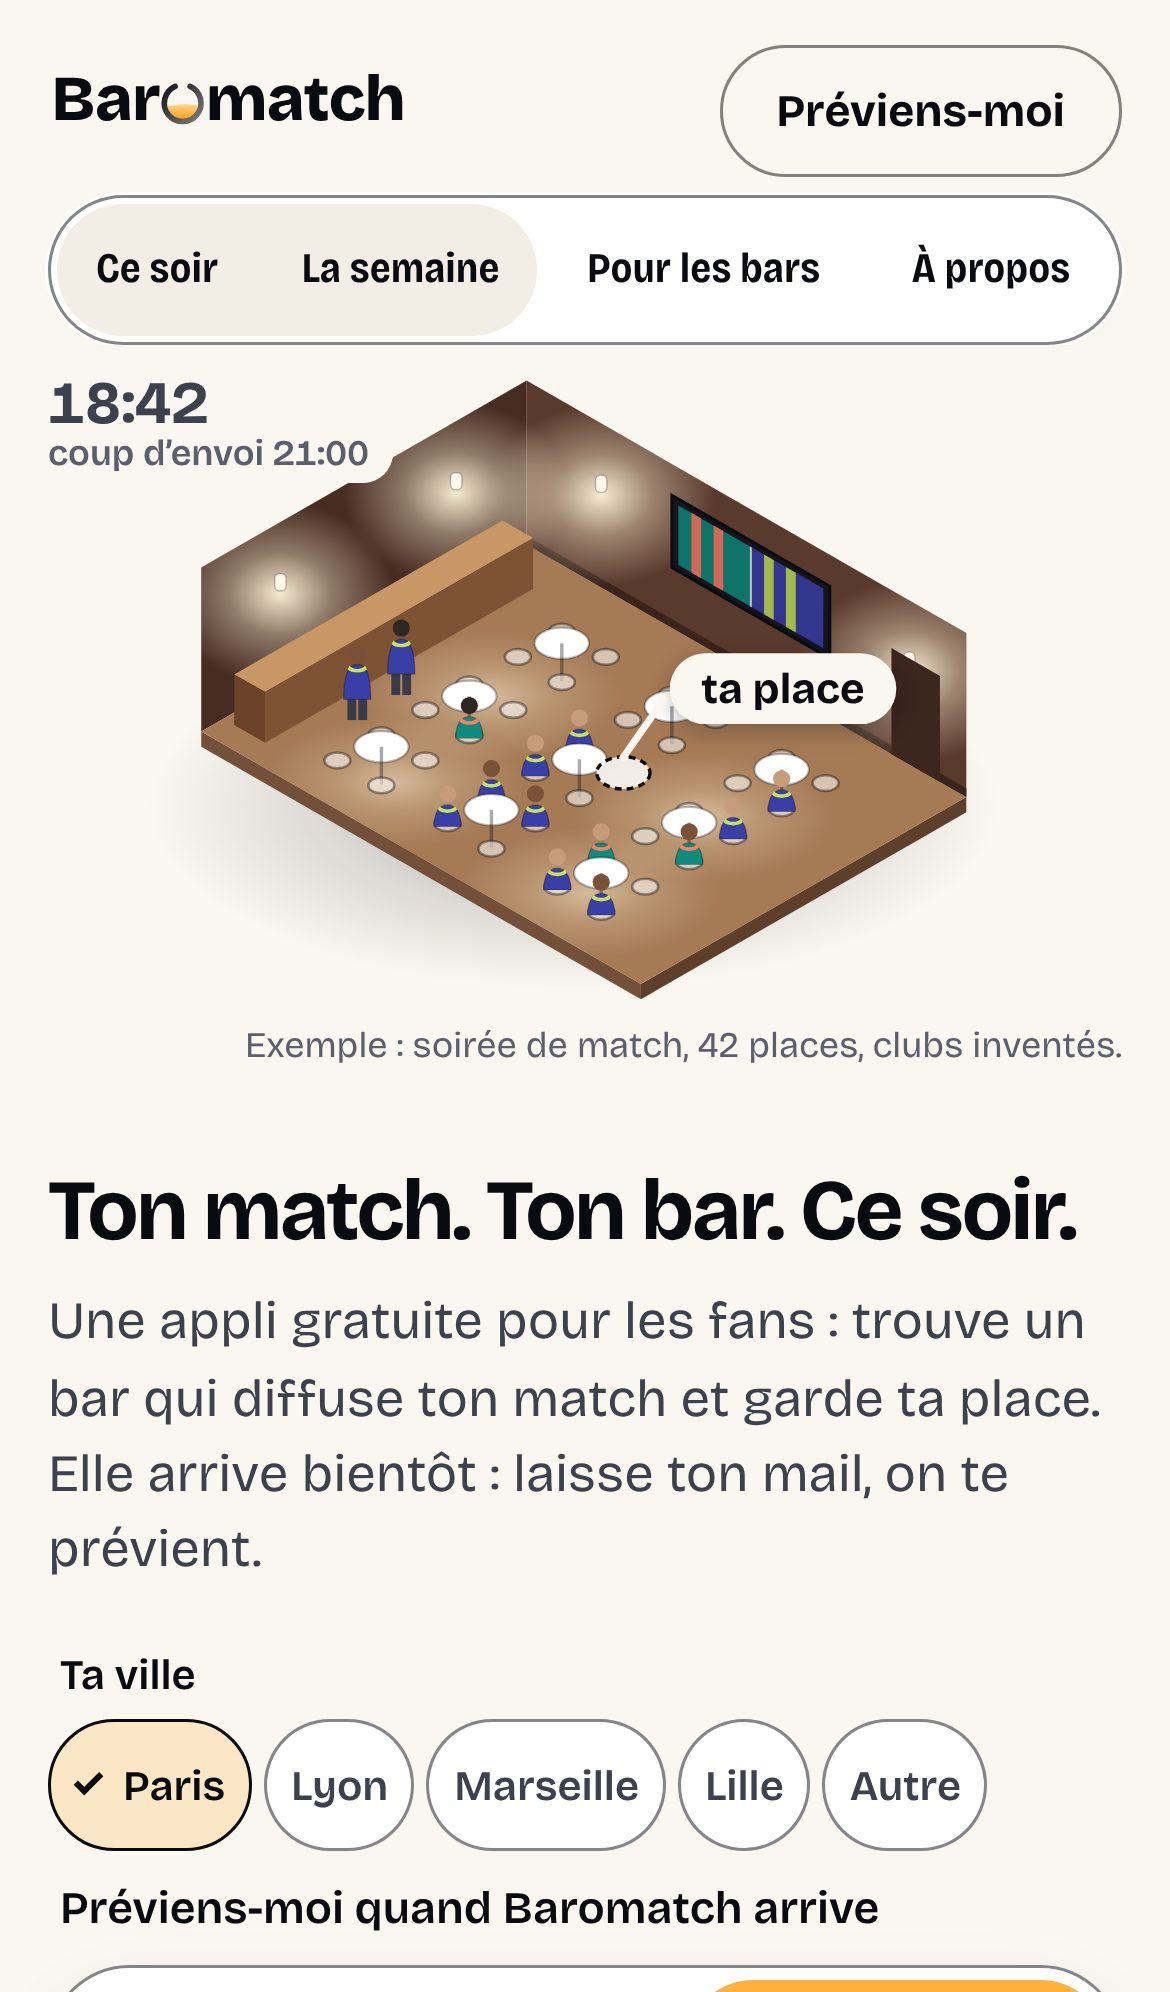 Baromatch
Préviens-moi
Ce soir La semaine Pour les bars À propos
18:42
coup d’envoi 21:00
ta place
Exemple : soirée de match, 42 places, clubs inventés.
Ton match. Ton bar. Ce soir.
Une appli gratuite pour les fans : trouve un
bar qui diffuse ton match et garde ta place.
Elle arrive bientôt : laisse ton mail, on te
prévient.
Ta ville
Paris Lyon Marseille Lille Autre
Préviens-moi quand Baromatch arrive